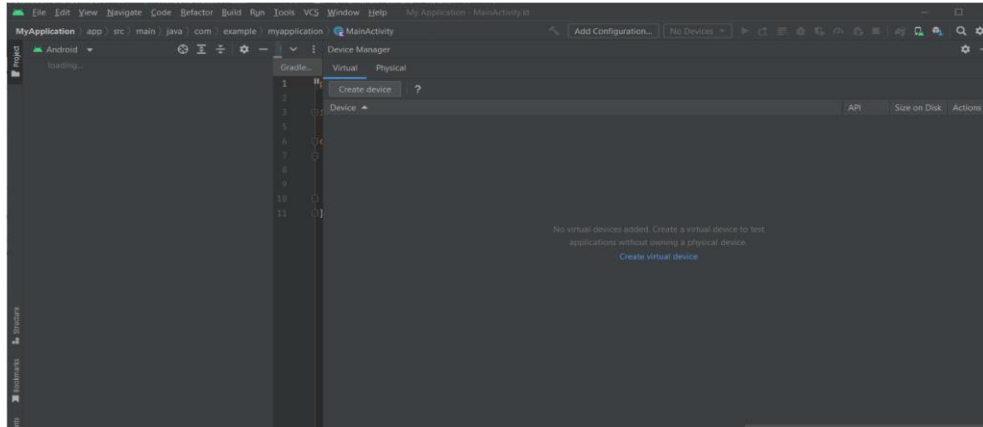 File Edit View Navigate Code Refactor Build Run Tools VCS Window Help My Application - MainActivity.kt
MyApplication app src main java com example myapplication MainActivity Add Configuration... No Devices
Project
Android
Device Manager
loading...
Gradle...
Virtual Physical
Create device ?
Device API Size on Disk Actions
1
2
3
5
6
7
8
9
10
11
No virtual devices added. Create a virtual device to test
applications without owning a physical device.
Create virtual device
Structure
Bookmarks